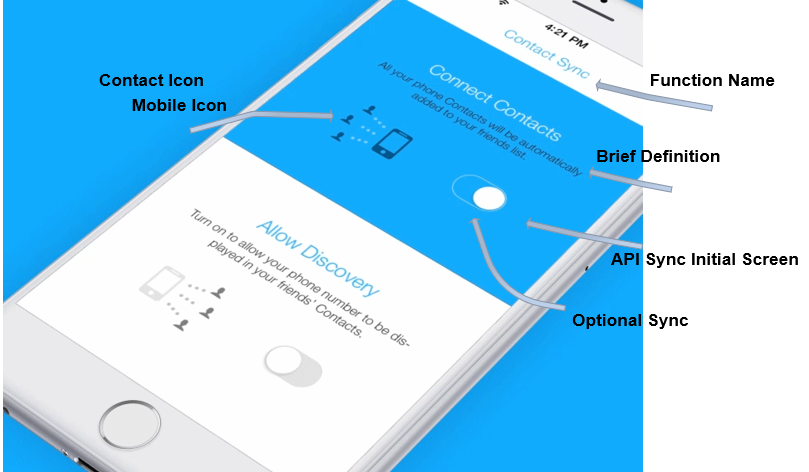 4:21 PM
Contact Sync
Contact Icon
Mobile Icon
Function Name
Connect Contacts
All your phone Contacts will be automatically
added to your friends list.
Brief Definition
API Sync Initial Screen
Optional Sync
Allow Discovery
Turn on to allow your phone number to be dis-
played in your friends' Contacts.